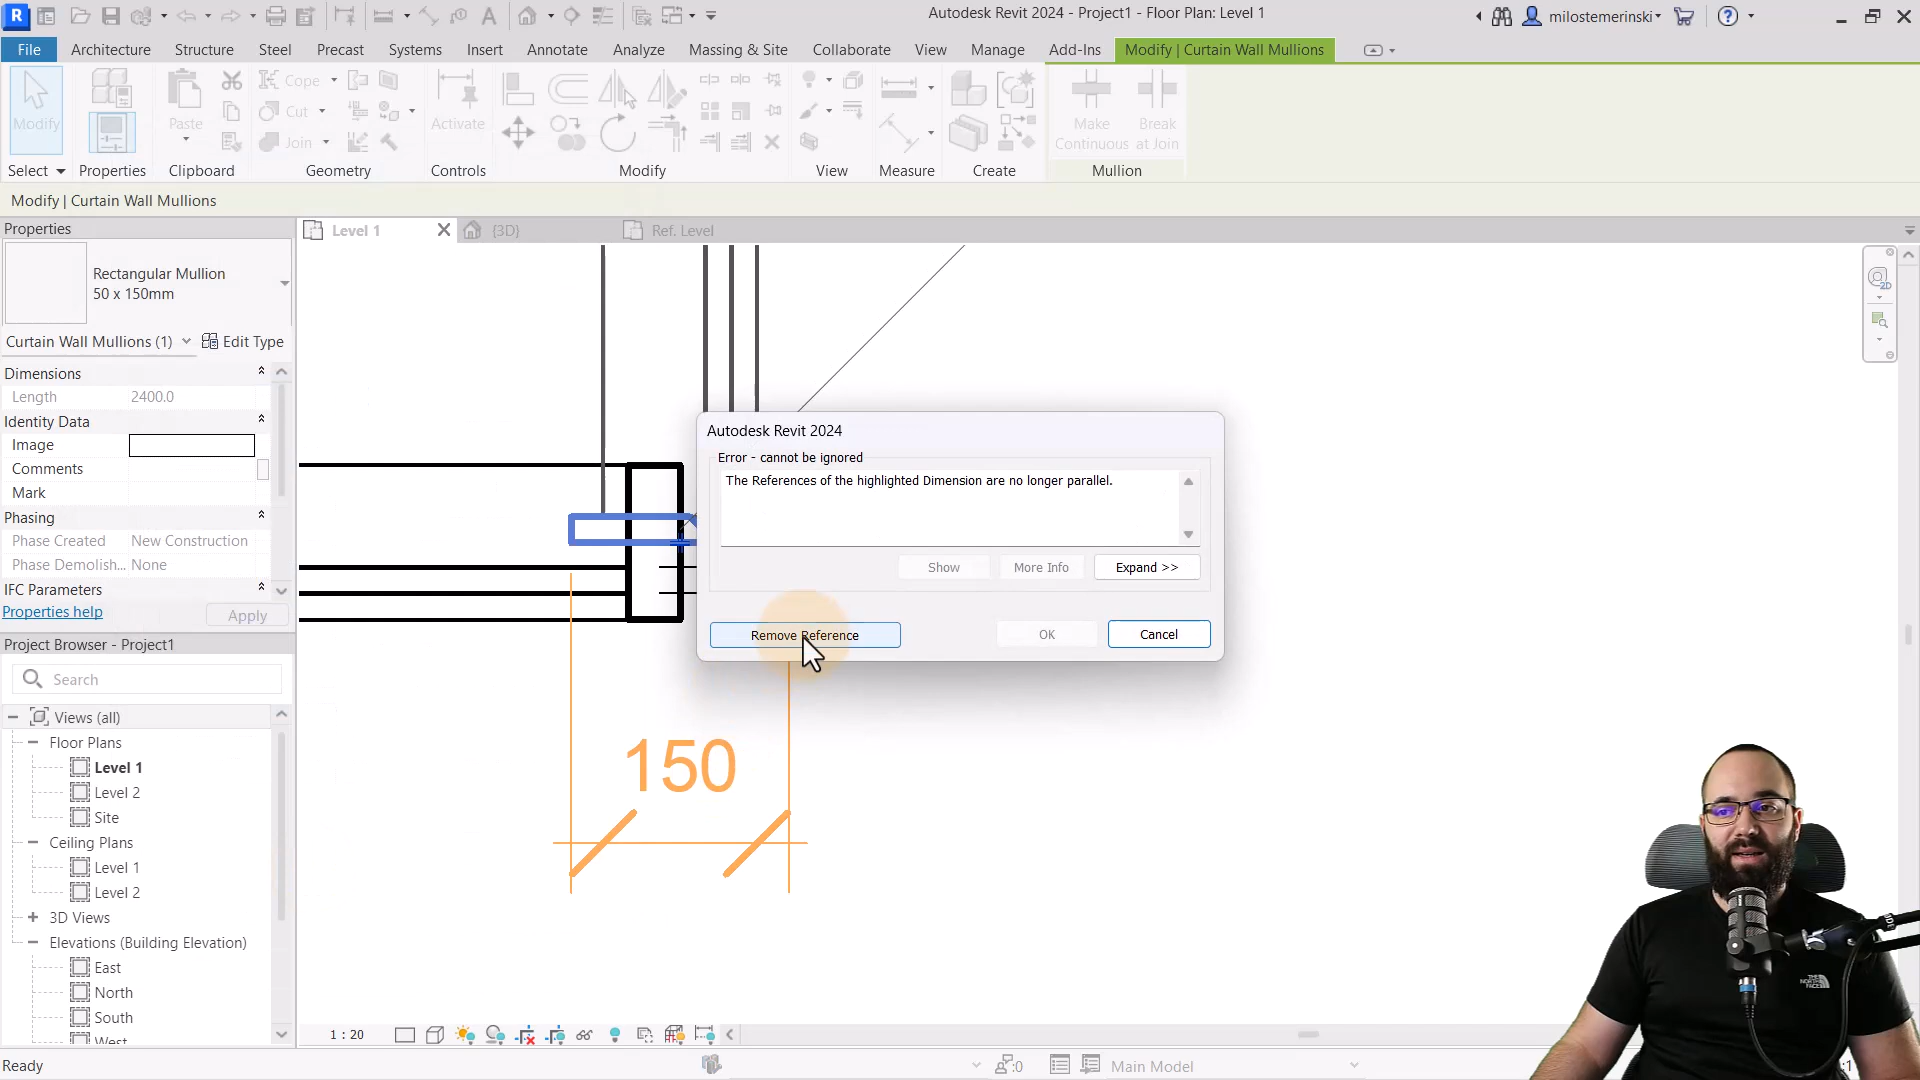 R
Autodesk Revit 2024 - Project1 - Floor Plan: Level 1
milostemerinski
File
Architecture
Structure
Steel
Precast
Systems
Insert
Annotate
Analyze
Massing & Site
Collaborate
View
Manage
Add-Ins
Modify | Curtain Wall Mullions
Modify
Paste
Cope
Cut
Join
Activate
Make
Continuous
Break
at Join
Select
Properties
Clipboard
Geometry
Controls
Modify
View
Measure
Create
Mullion
Modify | Curtain Wall Mullions
Properties
Level 1
{3D}
Ref. Level
Rectangular Mullion
50 x 150mm
Curtain Wall Mullions (1)
Edit Type
Dimensions
Length 2400.0
Identity Data
Image
Comments
Mark
Phasing
Phase Created New Construction
Phase Demolish... None
IFC Parameters
Properties help
Apply
Project Browser - Project1
Search
Views (all)
Floor Plans
Level 1
Level 2
Site
Ceiling Plans
Level 1
Level 2
3D Views
Elevations (Building Elevation)
East
North
South
West
Autodesk Revit 2024
Error - cannot be ignored
The References of the highlighted Dimension are no longer parallel.
Show
More Info
Expand >>
Remove Reference
OK
Cancel
150
2D
1 : 20
Ready
:0
Main Model
THE
NORTH
FACE